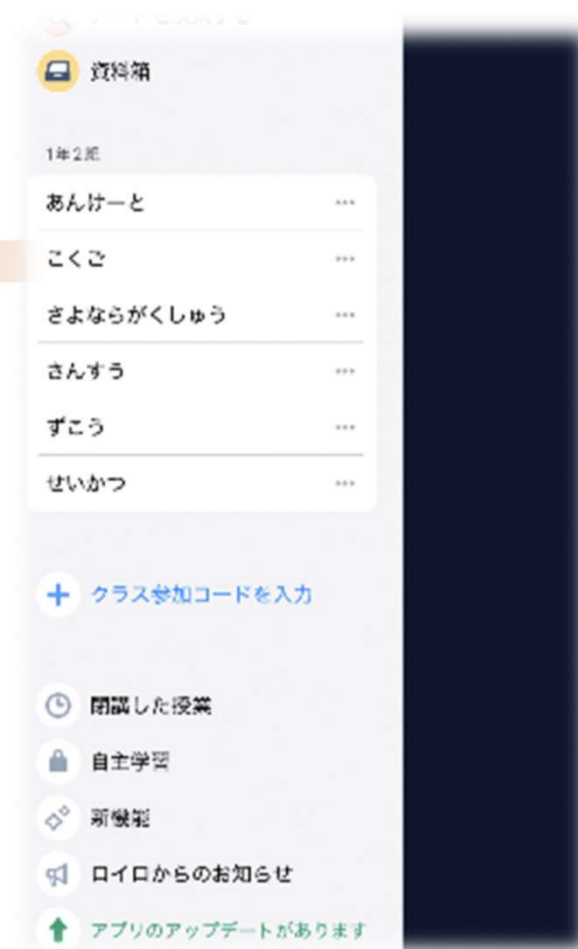 資料箱
1年2組
あんけーと
こくご
さよならがくしゅう
さんすう
ずこう
せいかつ
クラス参加コードを入力
閉講した授業
自主学習
新機能
ロイロからのお知らせ
アプリのアップデートがあります